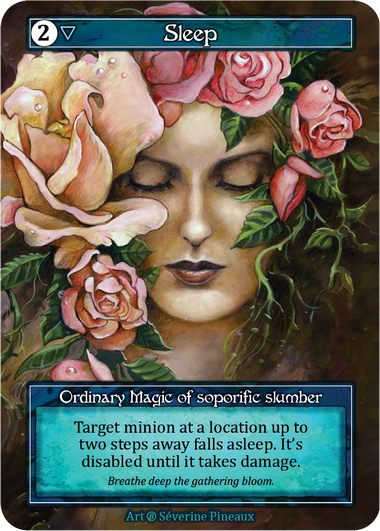 2
Sleep
Ordinary Magic of soporific slumber
Target minion at a location up to
two steps away falls asleep. It's
disabled until it takes damage.
Breathe deep the gathering bloom.
Art @ Séverine Pineaux